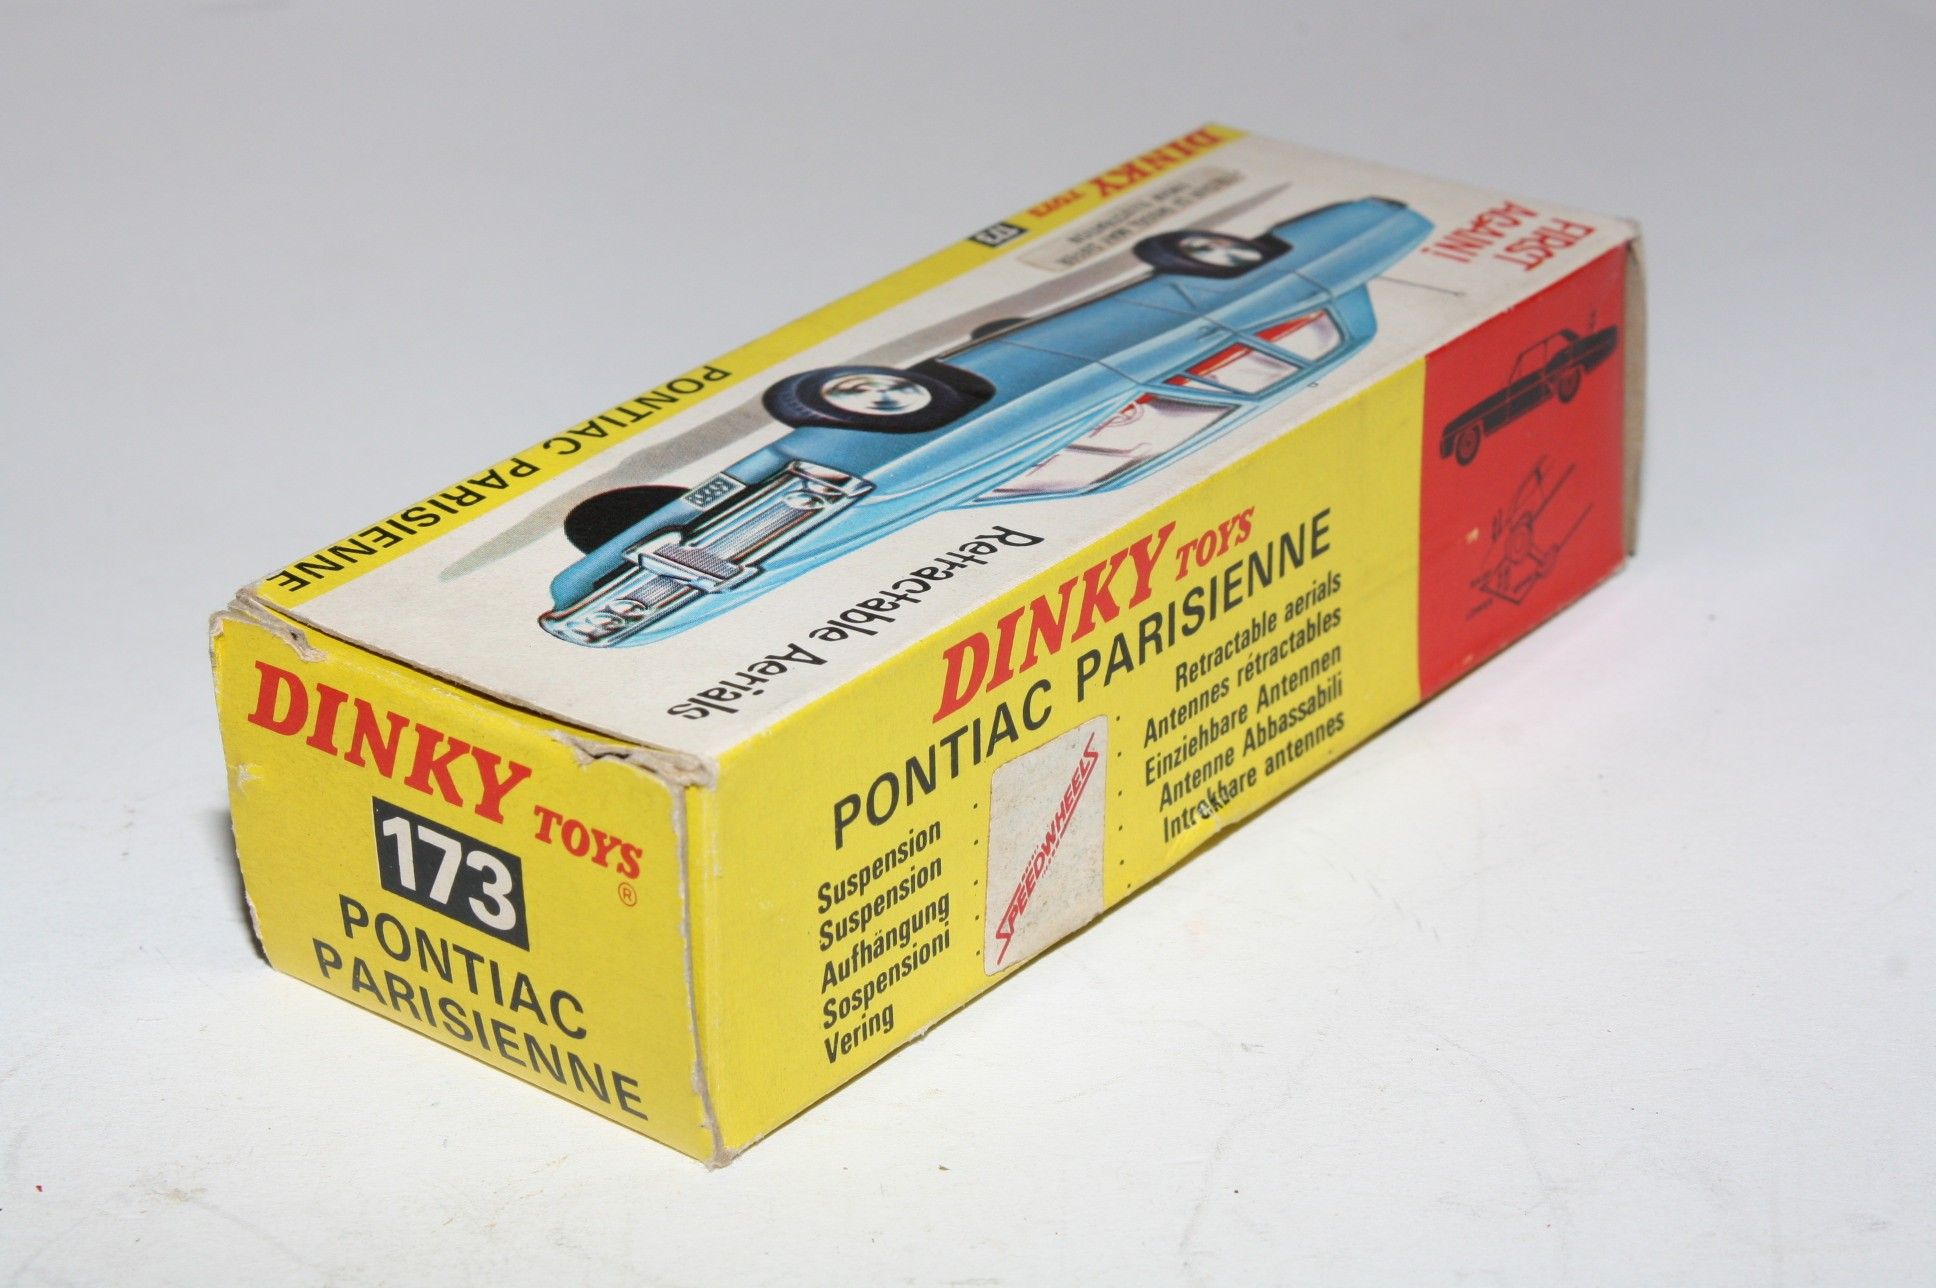 DINKY TOYS
173
PONTIAC PARISIENNE
FIRST
AGAIN!
Retractable Aerials
DINKY TOYS®
173
PONTIAC
PARISIENNE
DINKY TOYS
PONTIAC PARISIENNE
Suspension
Suspension
Aufhängung
Sospensioni
Vering
SPEEDWHEELS
Retractable aerials
Antennes rétractables
Einziehbare Antennen
Antenne Abbassabili
Intrekbare antennes